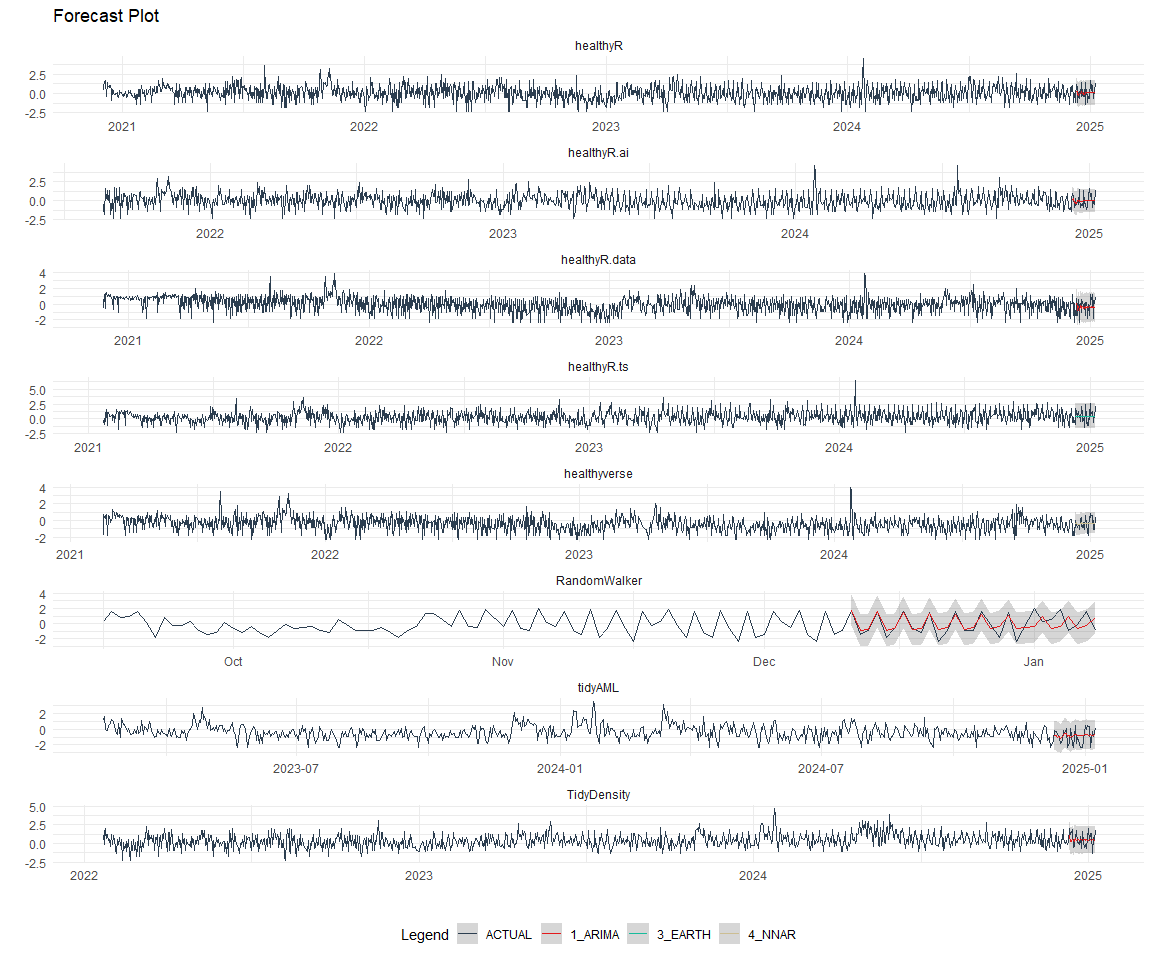 Forecast Plot
healthyR
2.5
0.0
-2.5
2021 2022 2023 2024 2025
healthyR.ai
2.5
0.0
-2.5
2022 2023 2024 2025
healthyR.data
4
2
0
-2
2021 2022 2023 2024 2025
healthyR.ts
5.0
2.5
0.0
-2.5
2021 2022 2023 2024 2025
healthyverse
4
2
0
-2
2021 2022 2023 2024 2025
RandomWalker
4
2
0
-2
Oct Nov Dec Jan
tidyAML
2
0
-2
2023-07 2024-01 2024-07 2025-01
TidyDensity
5.0
2.5
0.0
-2.5
2022 2023 2024 2025
Legend ACTUAL 1_ARIMA 3_EARTH 4_NNAR